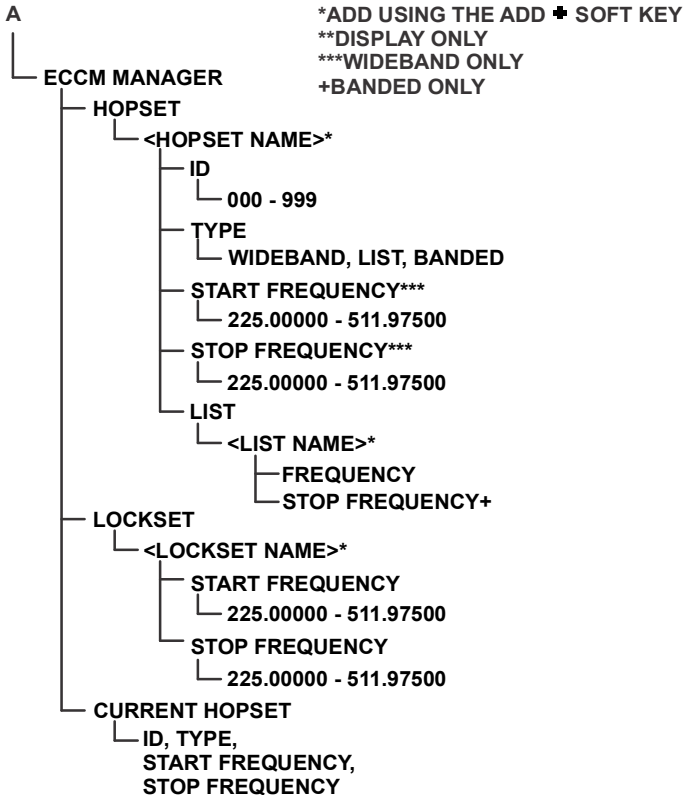 A
*ADD USING THE ADD ✚ SOFT KEY
**DISPLAY ONLY
***WIDEBAND ONLY
+BANDED ONLY
ECCM MANAGER
HOPSET
<HOPSET NAME>*
ID
000 - 999
TYPE
WIDEBAND, LIST, BANDED
START FREQUENCY***
225.00000 - 511.97500
STOP FREQUENCY***
225.00000 - 511.97500
LIST
<LIST NAME>*
FREQUENCY
STOP FREQUENCY+
LOCKSET
<LOCKSET NAME>*
START FREQUENCY
225.00000 - 511.97500
STOP FREQUENCY
225.00000 - 511.97500
CURRENT HOPSET
ID, TYPE,
START FREQUENCY,
STOP FREQUENCY